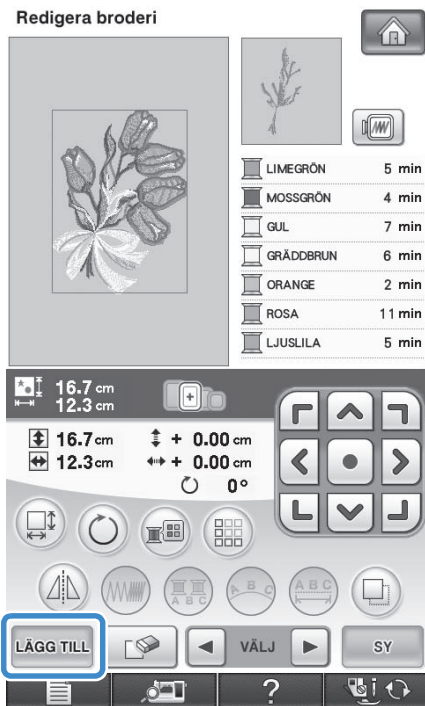 Redigera broderi
LIMEGRÖN 5 min
MOSSGRÖN 4 min
GUL 7 min
GRÄDDBRUN 6 min
ORANGE 2 min
ROSA 11 min
LJUSLILA 5 min
16.7 cm
12.3 cm
16.7 cm + 0.00 cm
12.3 cm + 0.00 cm
0°
A B C
A B C
A B C
LÄGG TILL VÄLJ SY
?